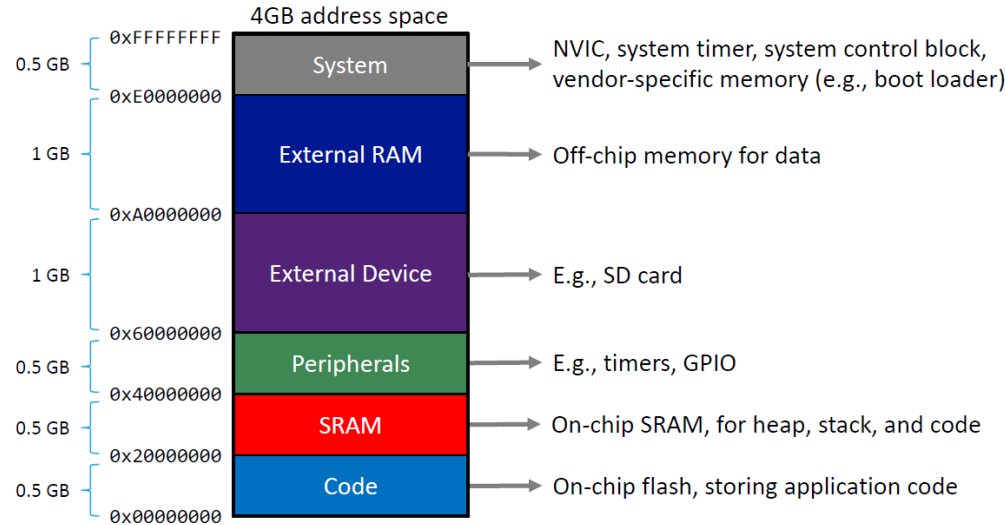 4GB address space
0xFFFFFFFF
0.5 GB
System
NVIC, system timer, system control block,
vendor-specific memory (e.g., boot loader)
0xE0000000
1 GB
External RAM
Off-chip memory for data
0xA0000000
1 GB
External Device
E.g., SD card
0x60000000
0.5 GB
Peripherals
E.g., timers, GPIO
0x40000000
0.5 GB
SRAM
On-chip SRAM, for heap, stack, and code
0x20000000
0.5 GB
Code
On-chip flash, storing application code
0x00000000